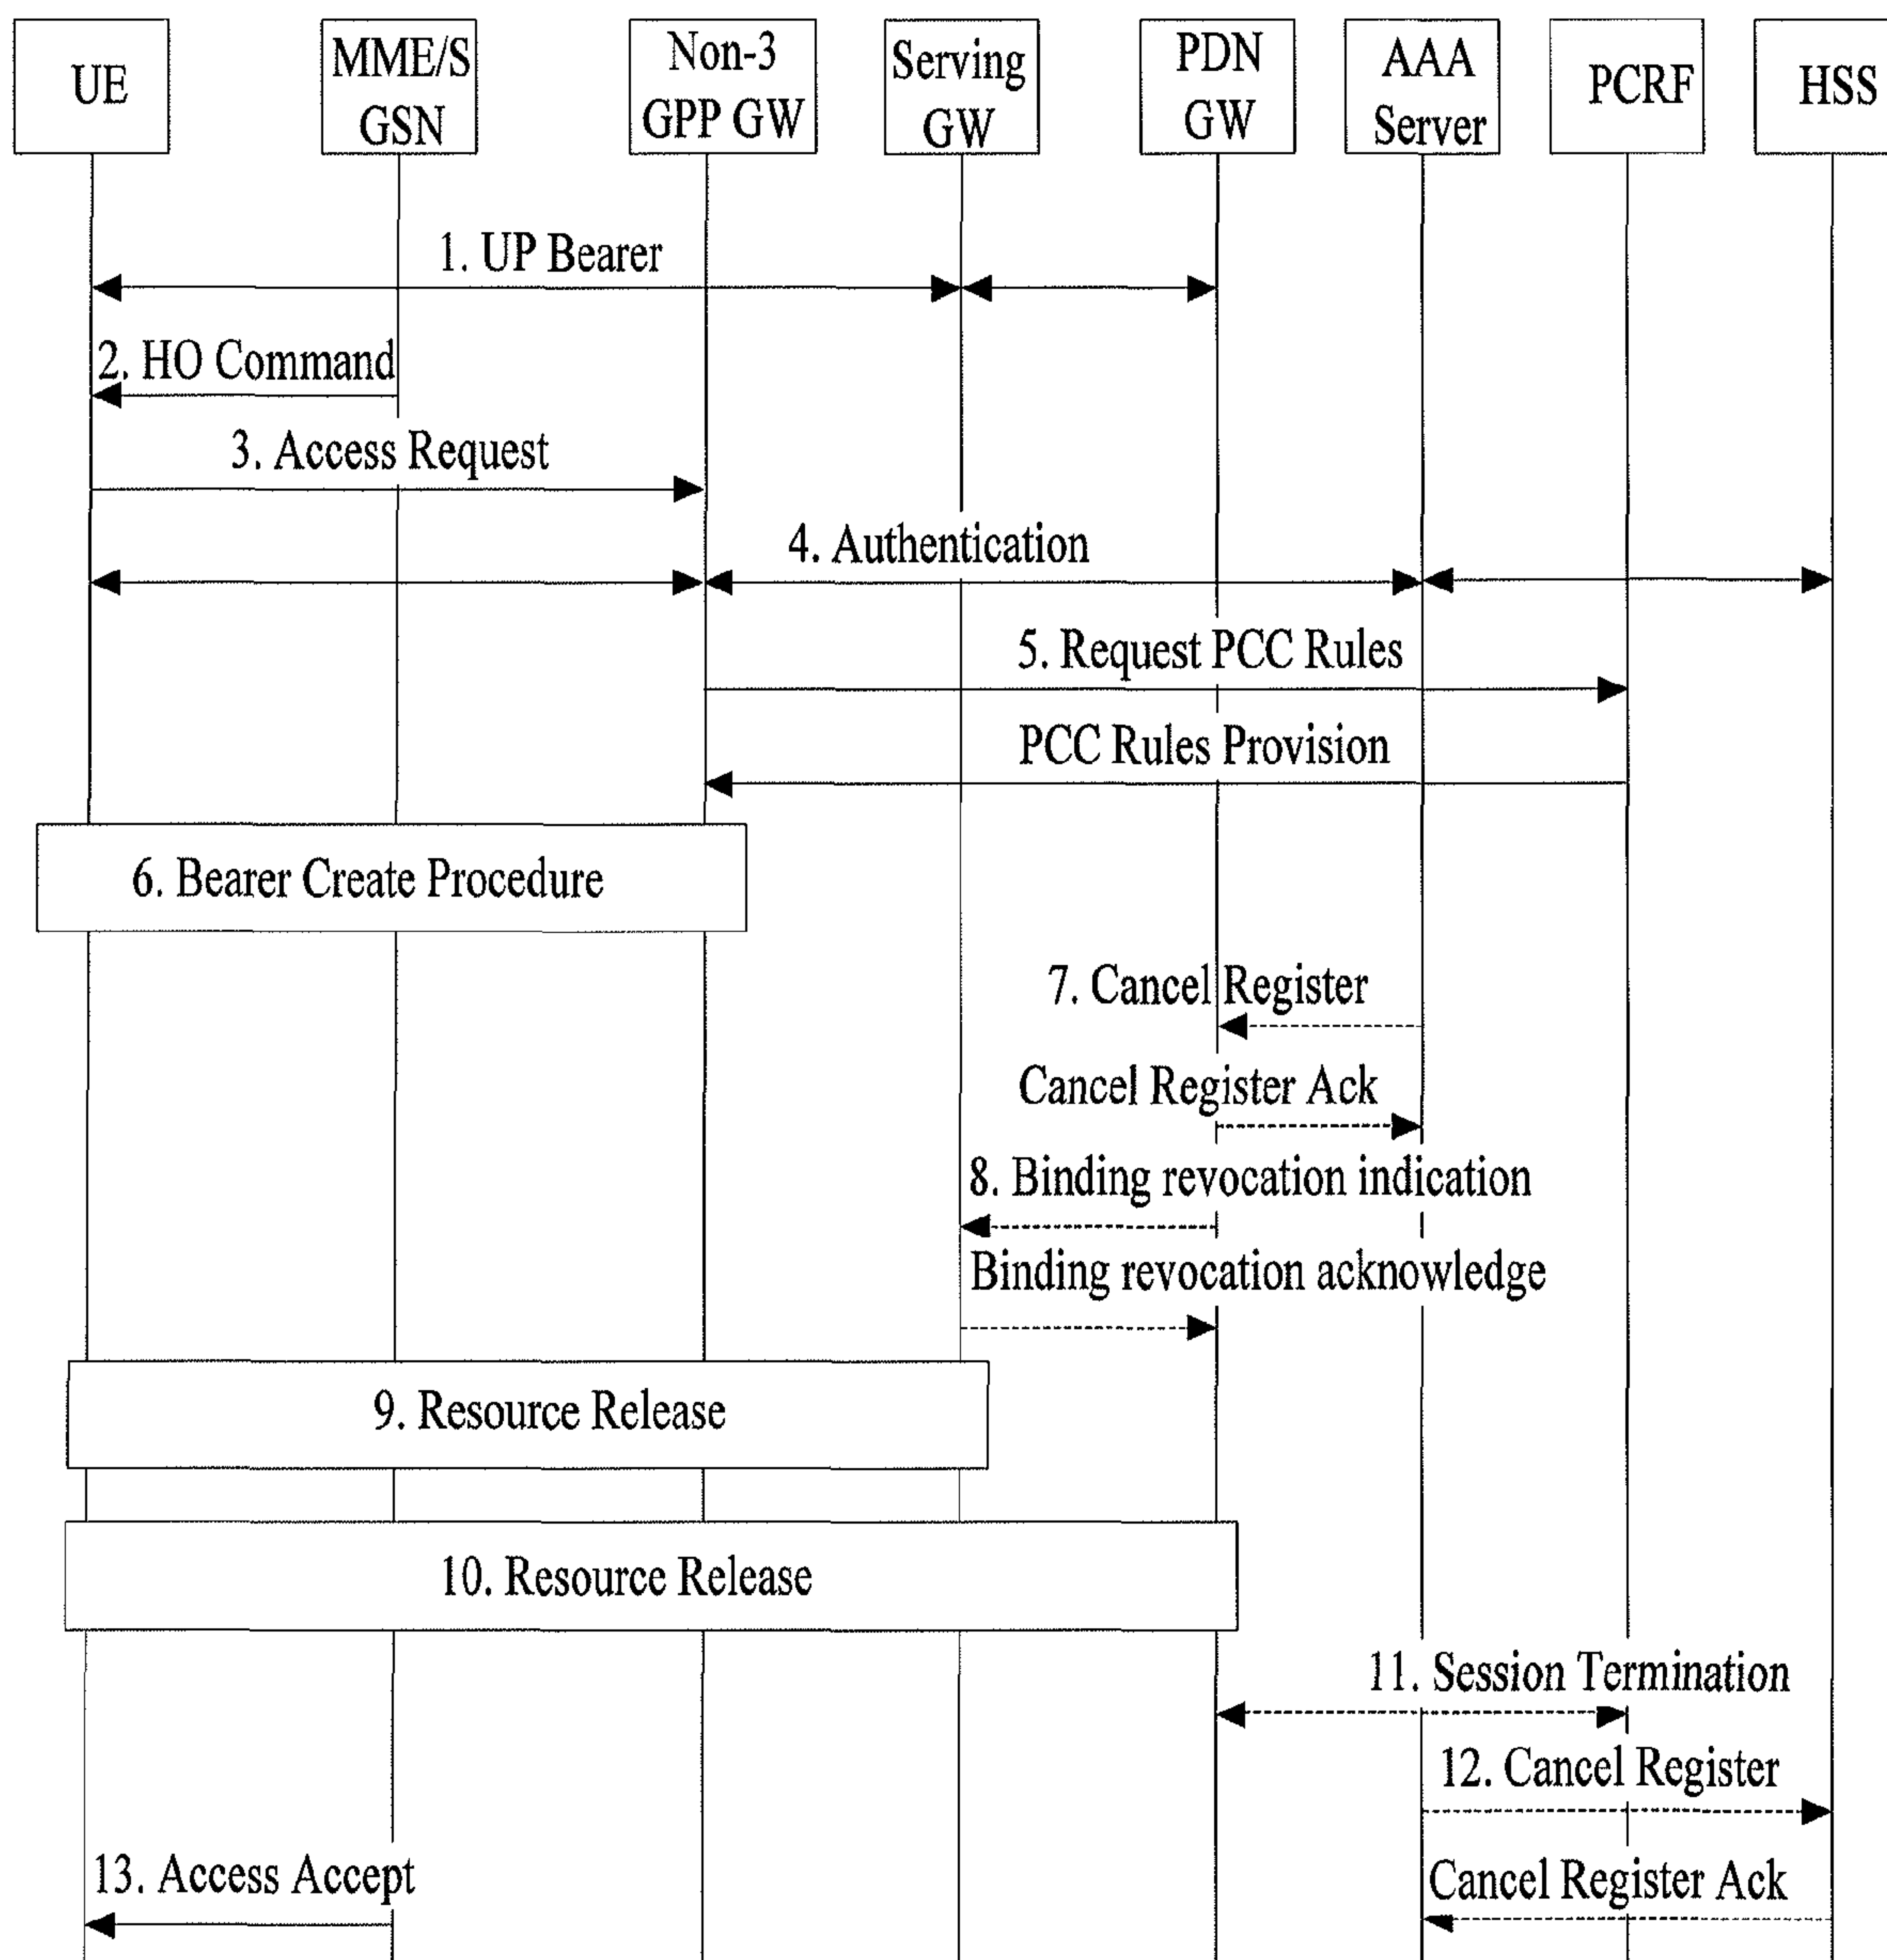 UE
MME/S
GSN
Non-3
GPP GW
Serving
GW
PDN
GW
AAA
Server
PCRF
HSS
1. UP Bearer
2. HO Command
3. Access Request
4. Authentication
5. Request PCC Rules
PCC Rules Provision
6. Bearer Create Procedure
7. Cancel Register
Cancel Register Ack
8. Binding revocation indication
Binding revocation acknowledge
9. Resource Release
10. Resource Release
11. Session Termination
12. Cancel Register
13. Access Accept
Cancel Register Ack